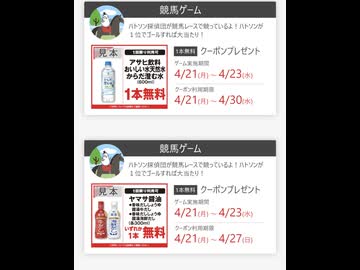 競馬ゲーム
ハトソン探偵団が競馬レースで競っているよ！ハトソンが
１位でゴールすれば大当たり！
見本
1回限り利用可
アサヒ飲料
おいしい水天然水
からだ澄む水
(600ml)
1本無料
1本無料 クーポンプレゼント
ゲーム実施期間
4/21(月) ～ 4/23(水)
クーポン利用期間
4/21(月) ～ 4/30(水)
競馬ゲーム
ハトソン探偵団が競馬レースで競っているよ！ハトソンが
１位でゴールすれば大当たり！
見本
1回限り利用可
ヤマサ醤油
いずれか
1本 無料
1本無料 クーポンプレゼント
ゲーム実施期間
4/21(月) ～ 4/23(水)
クーポン利用期間
4/21(月) ～ 4/27(日)